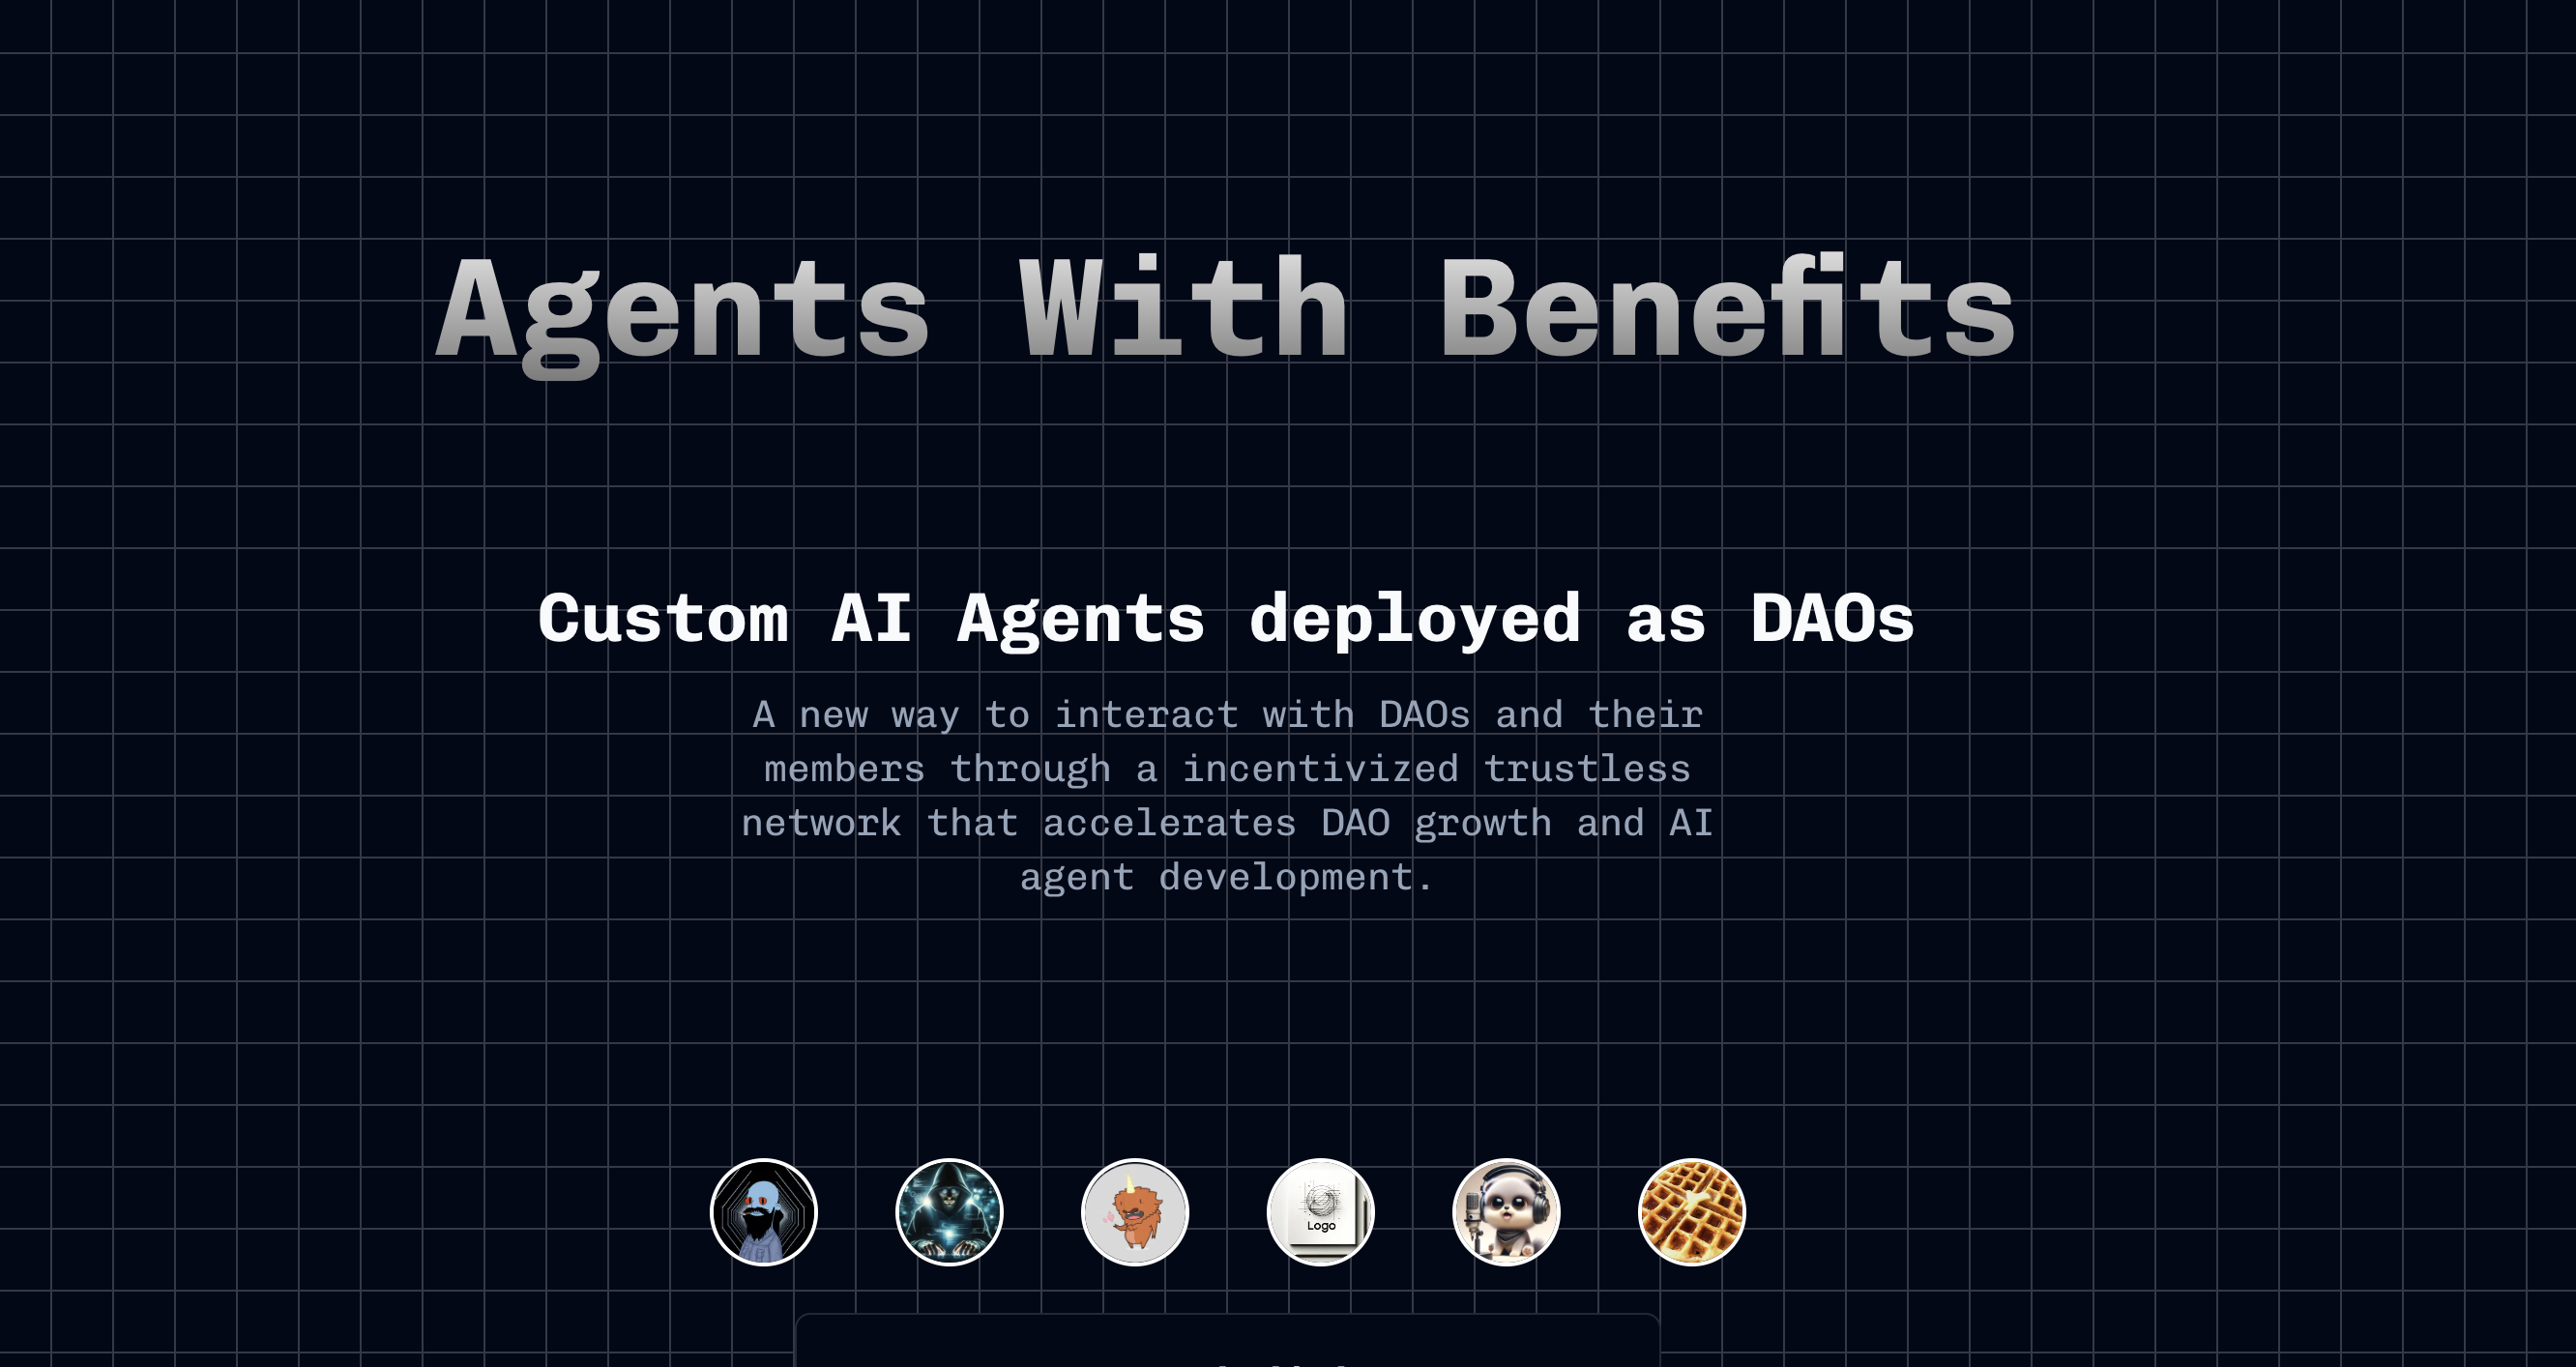 Agents With Benefits
Custom AI Agents deployed as DAOs
A new way to interact with DAOs and their
members through a incentivized trustless
network that accelerates DAO growth and AI
agent development.
Logo